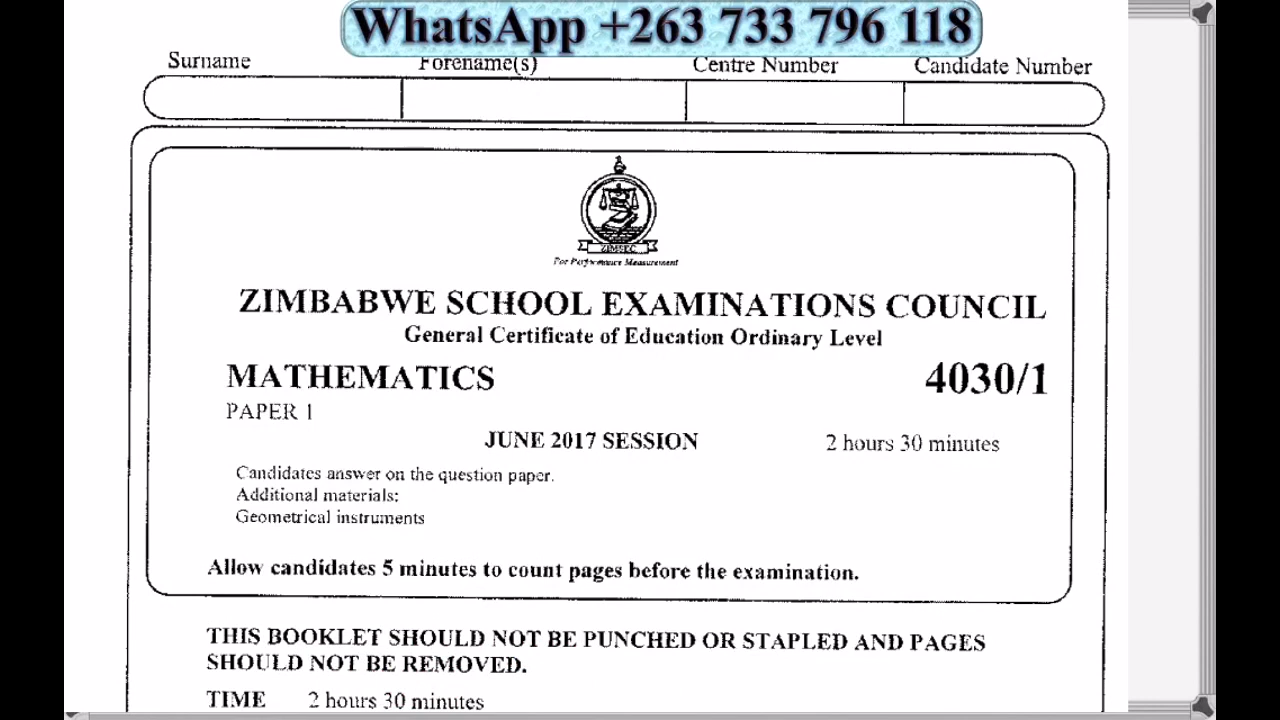 WhatsApp +263 733 796 118
Surname Forename(s) Centre Number Candidate Number
ZIMSEC
For Performance Measurement
ZIMBABWE SCHOOL EXAMINATIONS COUNCIL
General Certificate of Education Ordinary Level
MATHEMATICS 4030/1
PAPER 1
JUNE 2017 SESSION 2 hours 30 minutes
Candidates answer on the question paper.
Additional materials:
Geometrical instruments
Allow candidates 5 minutes to count pages before the examination.
THIS BOOKLET SHOULD NOT BE PUNCHED OR STAPLED AND PAGES
SHOULD NOT BE REMOVED.
TIME 2 hours 30 minutes